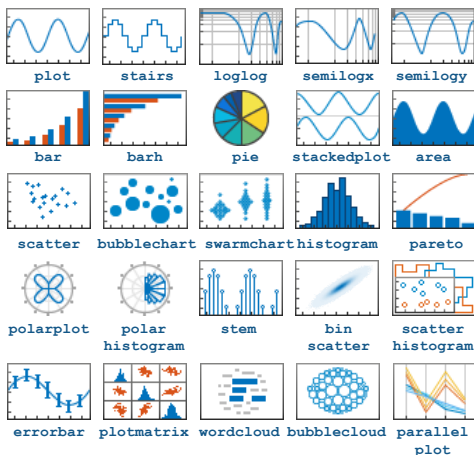 plot stairs loglog semilogx semilogy
bar barh pie stackedplot area
scatter bubblechart swarmchart histogram pareto
polarplot polar stem bin scatter
histogram scatter histogram
errorbar plotmatrix wordcloud bubblecloud parallel
plot